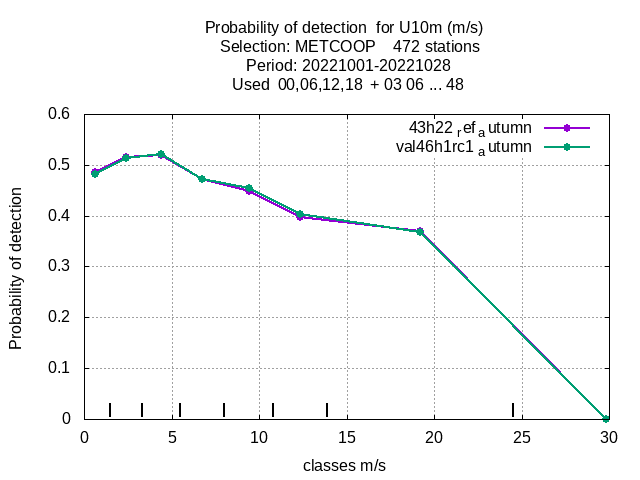 Probability of detection for U10m (m/s)
Selection: METCOOP 472 stations
Period: 20221001-20221028
Used 00,06,12,18 + 03 06 ... 48
43h22 ref autumn
val46h1rc1 autumn
0.6
0.5
0.4
0.3
0.2
0.1
0
Probability of detection
0 5 10 15 20 25 30
classes m/s